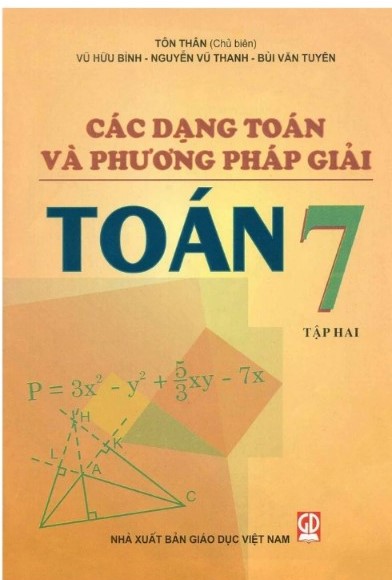 TÔN THÂN (Chủ biên)
VŨ HỮU BÌNH - NGUYỄN VŨ THANH - BÙI VĂN TUYÊN
CÁC DẠNG TOÁN
VÀ PHƯƠNG PHÁP GIẢI
TOÁN 7
TẬP HAI
P = 3x² - y² + 5/3xy - 7x
H
K
L
A
C
NHÀ XUẤT BẢN GIÁO DỤC VIỆT NAM
GD